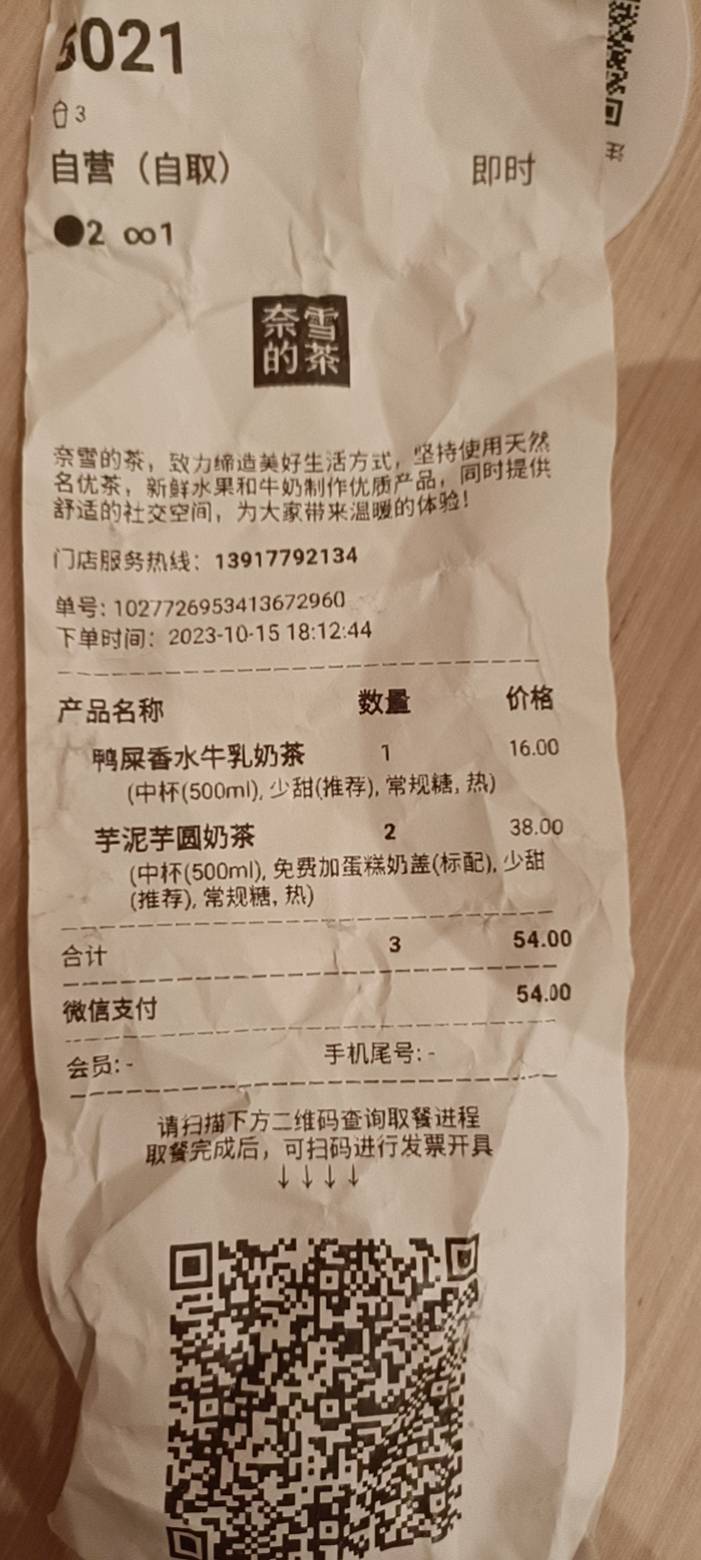 6021
3
自营（自取） 即时
●2 ∞1
奈雪
的茶
奈雪的茶，致力缔造美好生活方式，坚持使用天然
名优茶，新鲜水果和牛奶制作优质产品，同时提供
舒适的社交空间，为大家带来温暖的体验！
门店服务热线：13917792134
单号: 1027726953413672960
下单时间：2023-10-15 18:12:44
产品名称 数量 价格
鸭屎香水牛乳奶茶 1 16.00
(中杯(500ml), 少甜(推荐), 常规糖, 热)
芋泥芋圆奶茶 2 38.00
(中杯(500ml), 免费加蛋糕奶盖(标配), 少甜
(推荐), 常规糖, 热)
合计 3 54.00
微信支付 54.00
会员: - 手机尾号: -
请扫描下方二维码查询取餐进程
取餐完成后，可扫码进行发票开具
↓↓↓↓
注